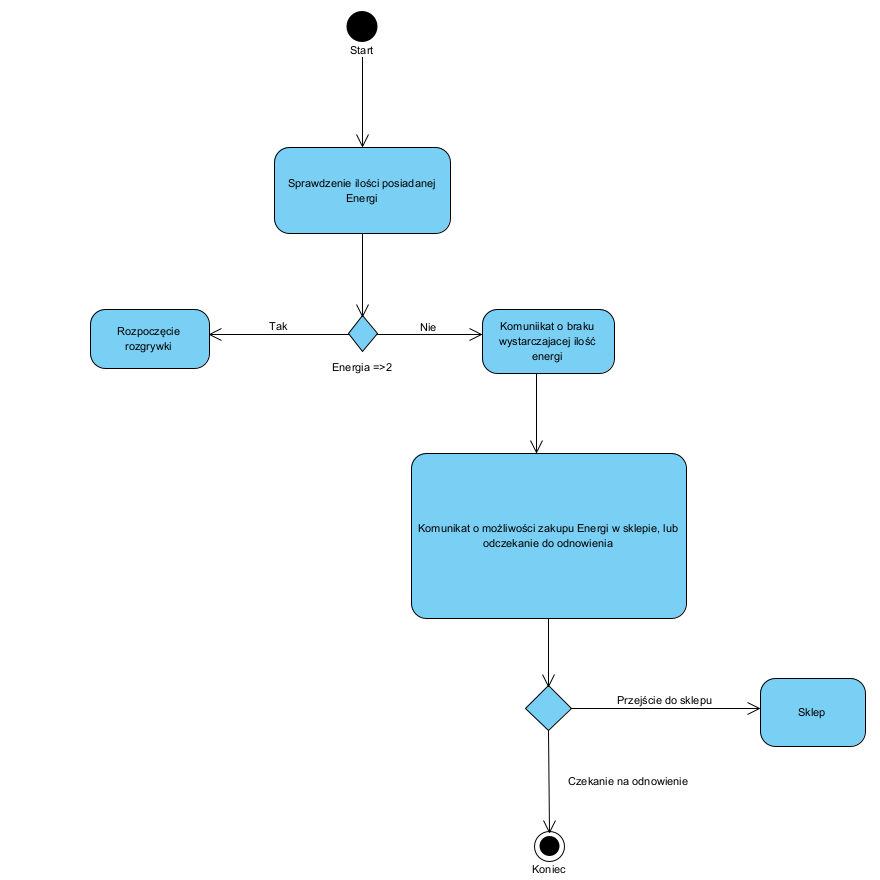 Start
Sprawdzenie ilości posiadanej
Energi
Rozpoczęcie
rozgrywki
Tak
Nie
Energia =>2
Komuniikat o braku
wystarczajacej ilość
energi
Komunikat o możliwości zakupu Energi w sklepie, lub
odczekanie do odnowienia
Przejście do sklepu
Sklep
Czekanie na odnowienie
Koniec